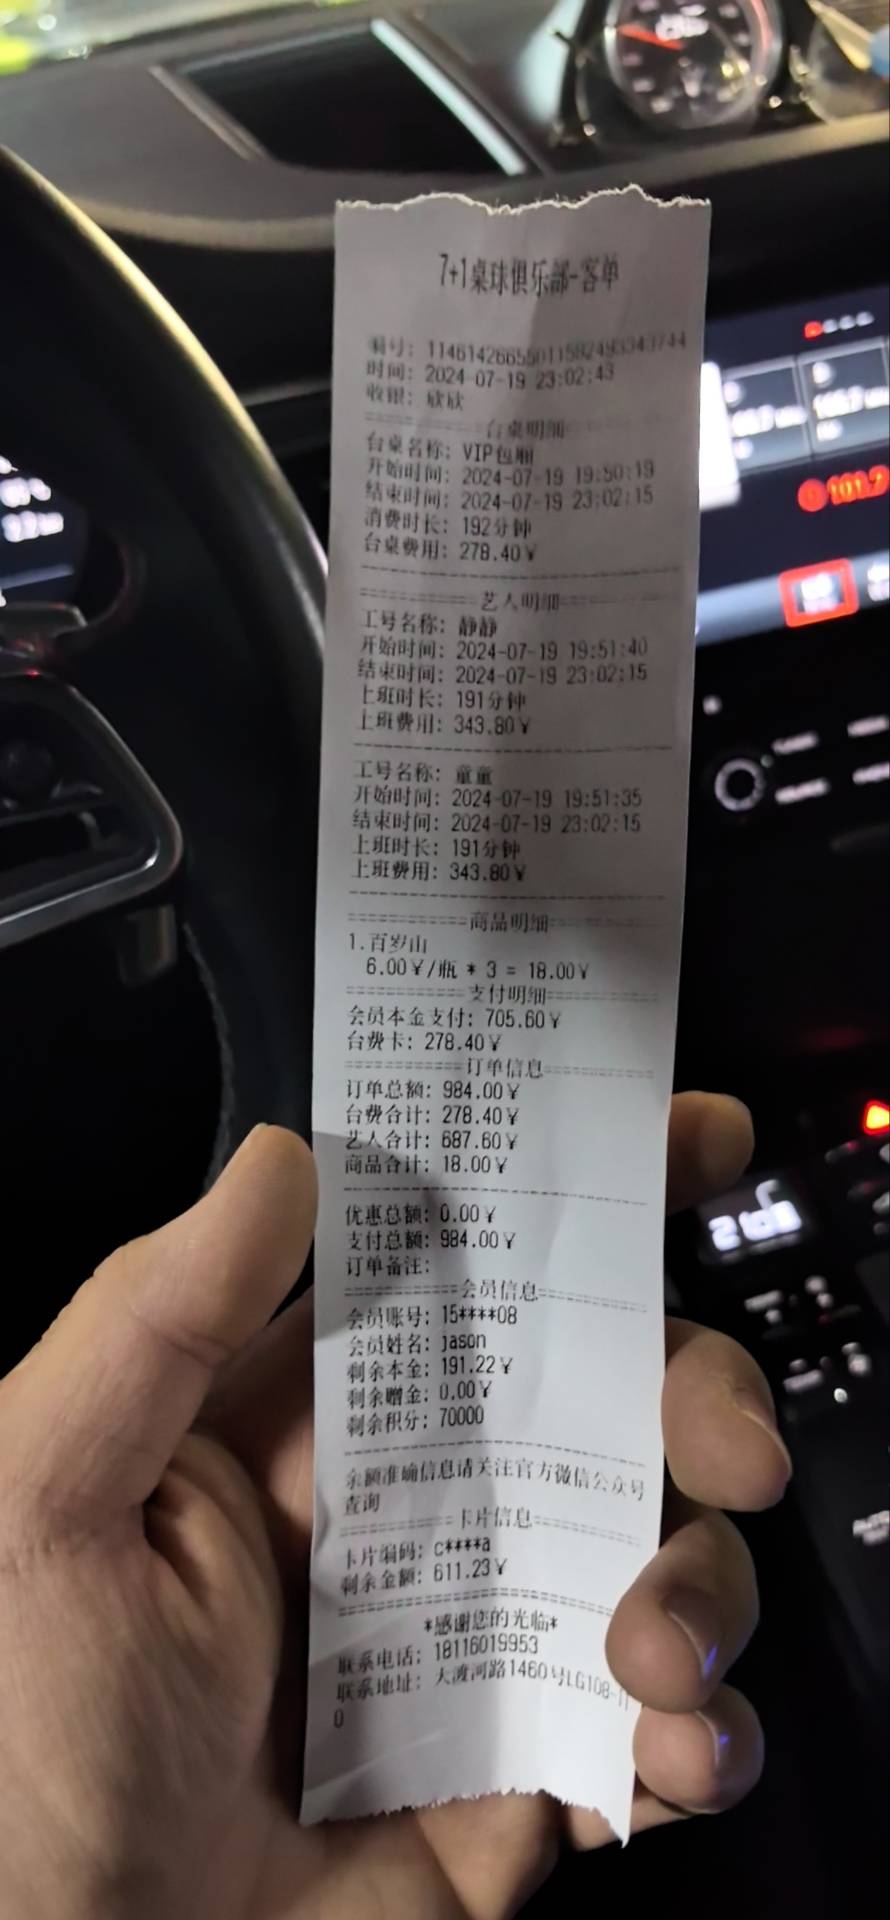 7+1桌球俱乐部-客单
编号: 1146142665501158249334​3744
时间: 2024-07-19 23:02:43
收银: 欣欣
============台桌明细============
台桌名称: VIP包厢
开始时间: 2024-07-19 19:50:19
结束时间: 2024-07-19 23:02:15
消费时长: 192分钟
台桌费用: 278.40¥
============艺人明细============
工号名称: 静静
开始时间: 2024-07-19 19:51:40
结束时间: 2024-07-19 23:02:15
上班时长: 191分钟
上班费用: 343.80¥
工号名称: 童童
开始时间: 2024-07-19 19:51:35
结束时间: 2024-07-19 23:02:15
上班时长: 191分钟
上班费用: 343.80¥
============商品明细============
1.百岁山
6.00¥/瓶 * 3 = 18.00¥
============支付明细============
会员本金支付: 705.60¥
台费卡: 278.40¥
============订单信息============
订单总额: 984.00¥
台费合计: 278.40¥
艺人合计: 687.60¥
商品合计: 18.00¥
优惠总额: 0.00¥
支付总额: 984.00¥
订单备注:
============会员信息============
会员账号: 15****08
会员姓名: jason
剩余本金: 191.22¥
剩余赠金: 0.00¥
剩余积分: 70000
余额准确信息请关注官方微信公众号
查询
============卡片信息============
卡片编码: c****a
剩余金额: 611.23¥
*感谢您的光临*
联系电话: 18116019953
联系地址: 大渡河路1460号LG108-11
0
101.7